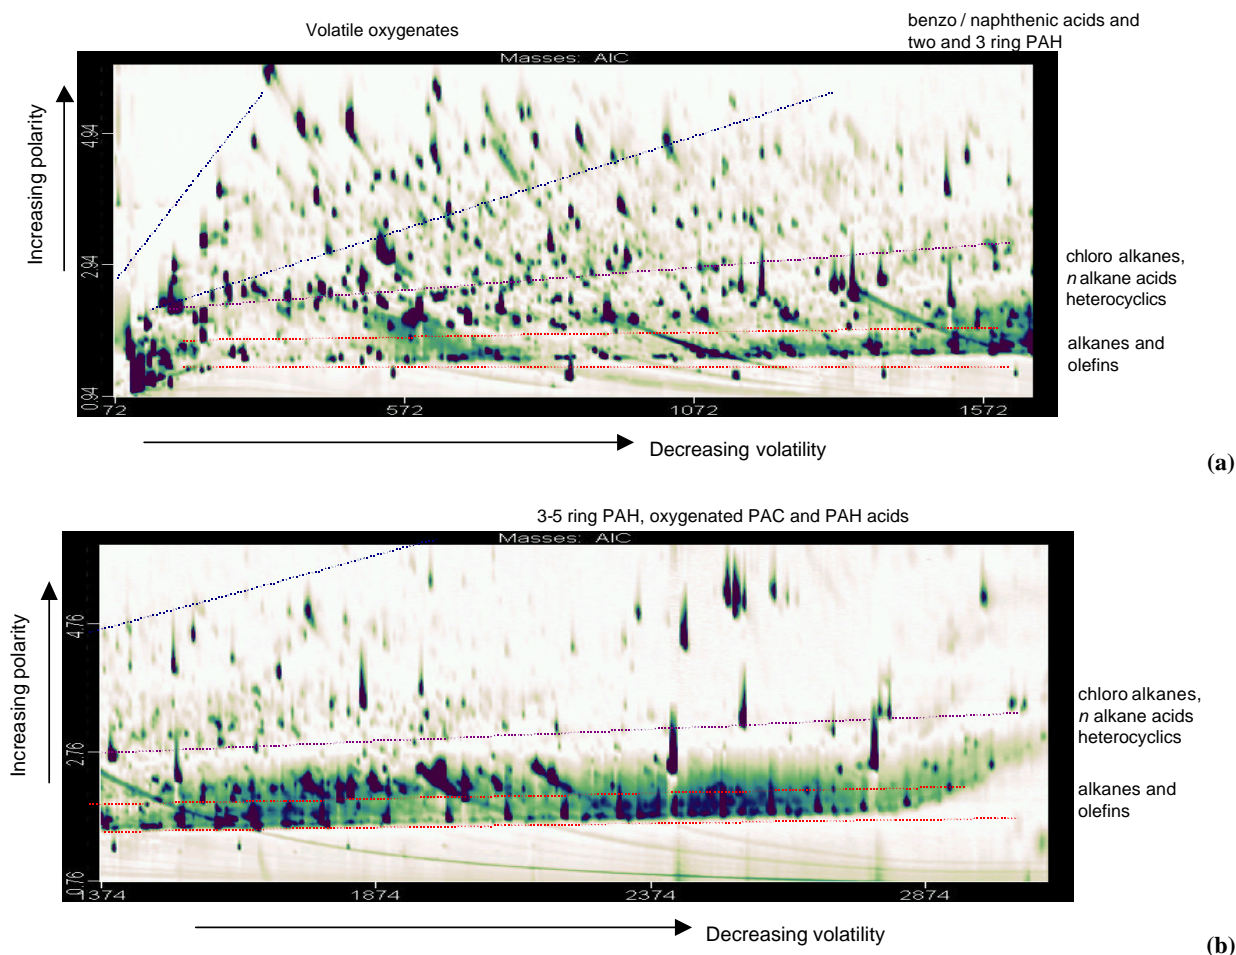 Volatile oxygenates
benzo / naphthenic acids and
two and 3 ring PAH
Masses: AIC
Increasing polarity
4.94
2.94
0.94
72
572
1072
1572
chloro alkanes,
n alkane acids
heterocyclics
alkanes and
olefins
Decreasing volatility
(a)
3-5 ring PAH, oxygenated PAC and PAH acids
Masses: AIC
Increasing polarity
4.76
2.76
0.76
1374
1874
2374
2874
chloro alkanes,
n alkane acids
heterocyclics
alkanes and
olefins
Decreasing volatility
(b)